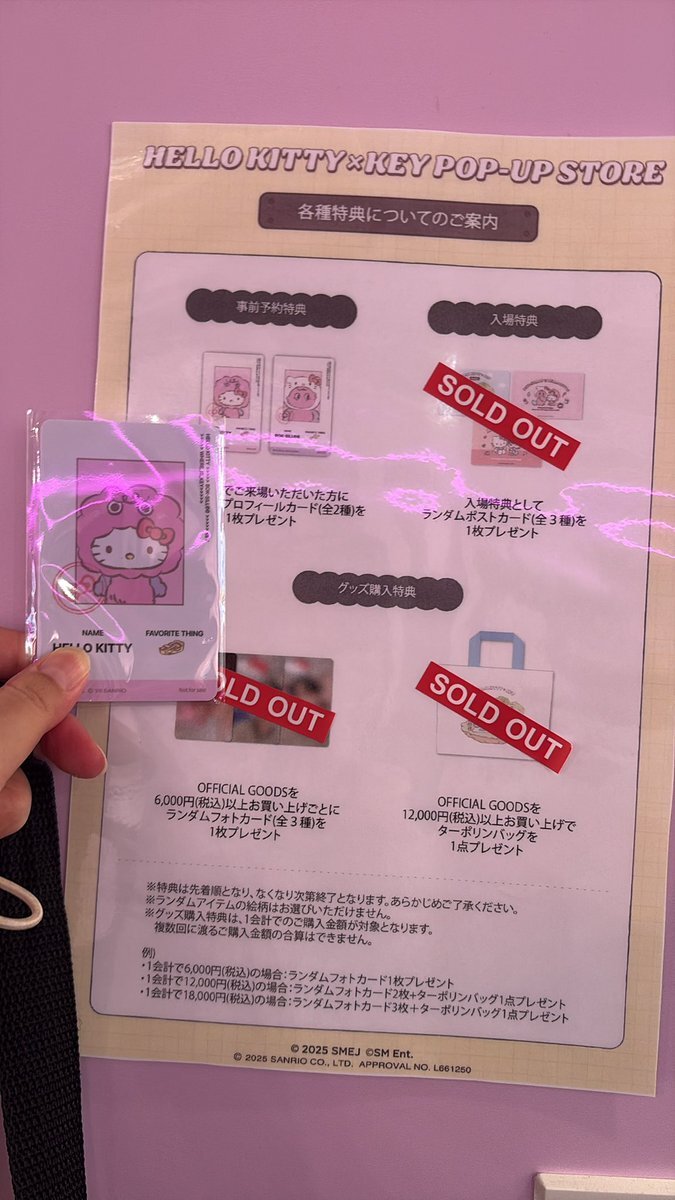 HELLO KITTY×KEY POP-UP STORE
各種特典についてのご案内
事前予約特典
でご来場いただいた方に
プロフィールカード(全2種)を
1枚プレゼント
入場特典
SOLD OUT
入場特典として
ランダムポストカード(全3種)を
1枚プレゼント
NAME
HELLO KITTY
FAVORITE THING
SANRIO
Not for sale
グッズ購入特典
OLD OUT
OFFICIAL GOODSを
6,000円(税込)以上お買い上げごとに
ランダムフォトカード(全3種)を
1枚プレゼント
SOLD OUT
OFFICIAL GOODSを
12,000円(税込)以上お買い上げで
ターポリンバッグを
1点プレゼント
※特典は先着順となり、なくなり次第終了となります。あらかじめご了承ください。
※ランダムアイテムの絵柄はお選びいただけません。
※グッズ購入特典は、1会計でのご購入金額が対象となります。
複数回に渡るご購入金額の合算はできません。
例)
・1会計で6,000円(税込)の場合:ランダムフォトカード1枚プレゼント
・1会計で12,000円(税込)の場合:ランダムフォトカード2枚+ターポリンバッグ1点プレゼント
・1会計で18,000円(税込)の場合:ランダムフォトカード3枚+ターポリンバッグ1点プレゼント
© 2025 SMEJ ©SM Ent.
© 2025 SANRIO CO., LTD. APPROVAL NO. L661250